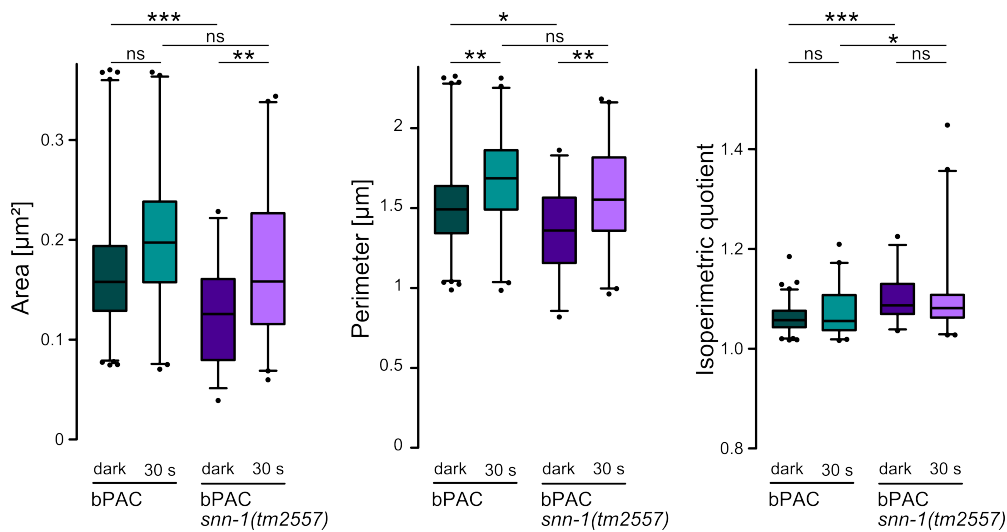 ***
ns
ns
**
Area [µm²]
0.3
0.2
0.1
0
dark 30 s dark 30 s
bPAC bPAC
snn-1(tm2557)
*
ns
** **
Perimeter [µm]
2
1.5
1
0.5
0
dark 30 s dark 30 s
bPAC bPAC
snn-1(tm2557)
***
*
ns ns
Isoperimetric quotient
1.4
1.2
1.0
0.8
dark 30 s dark 30 s
bPAC bPAC
snn-1(tm2557)